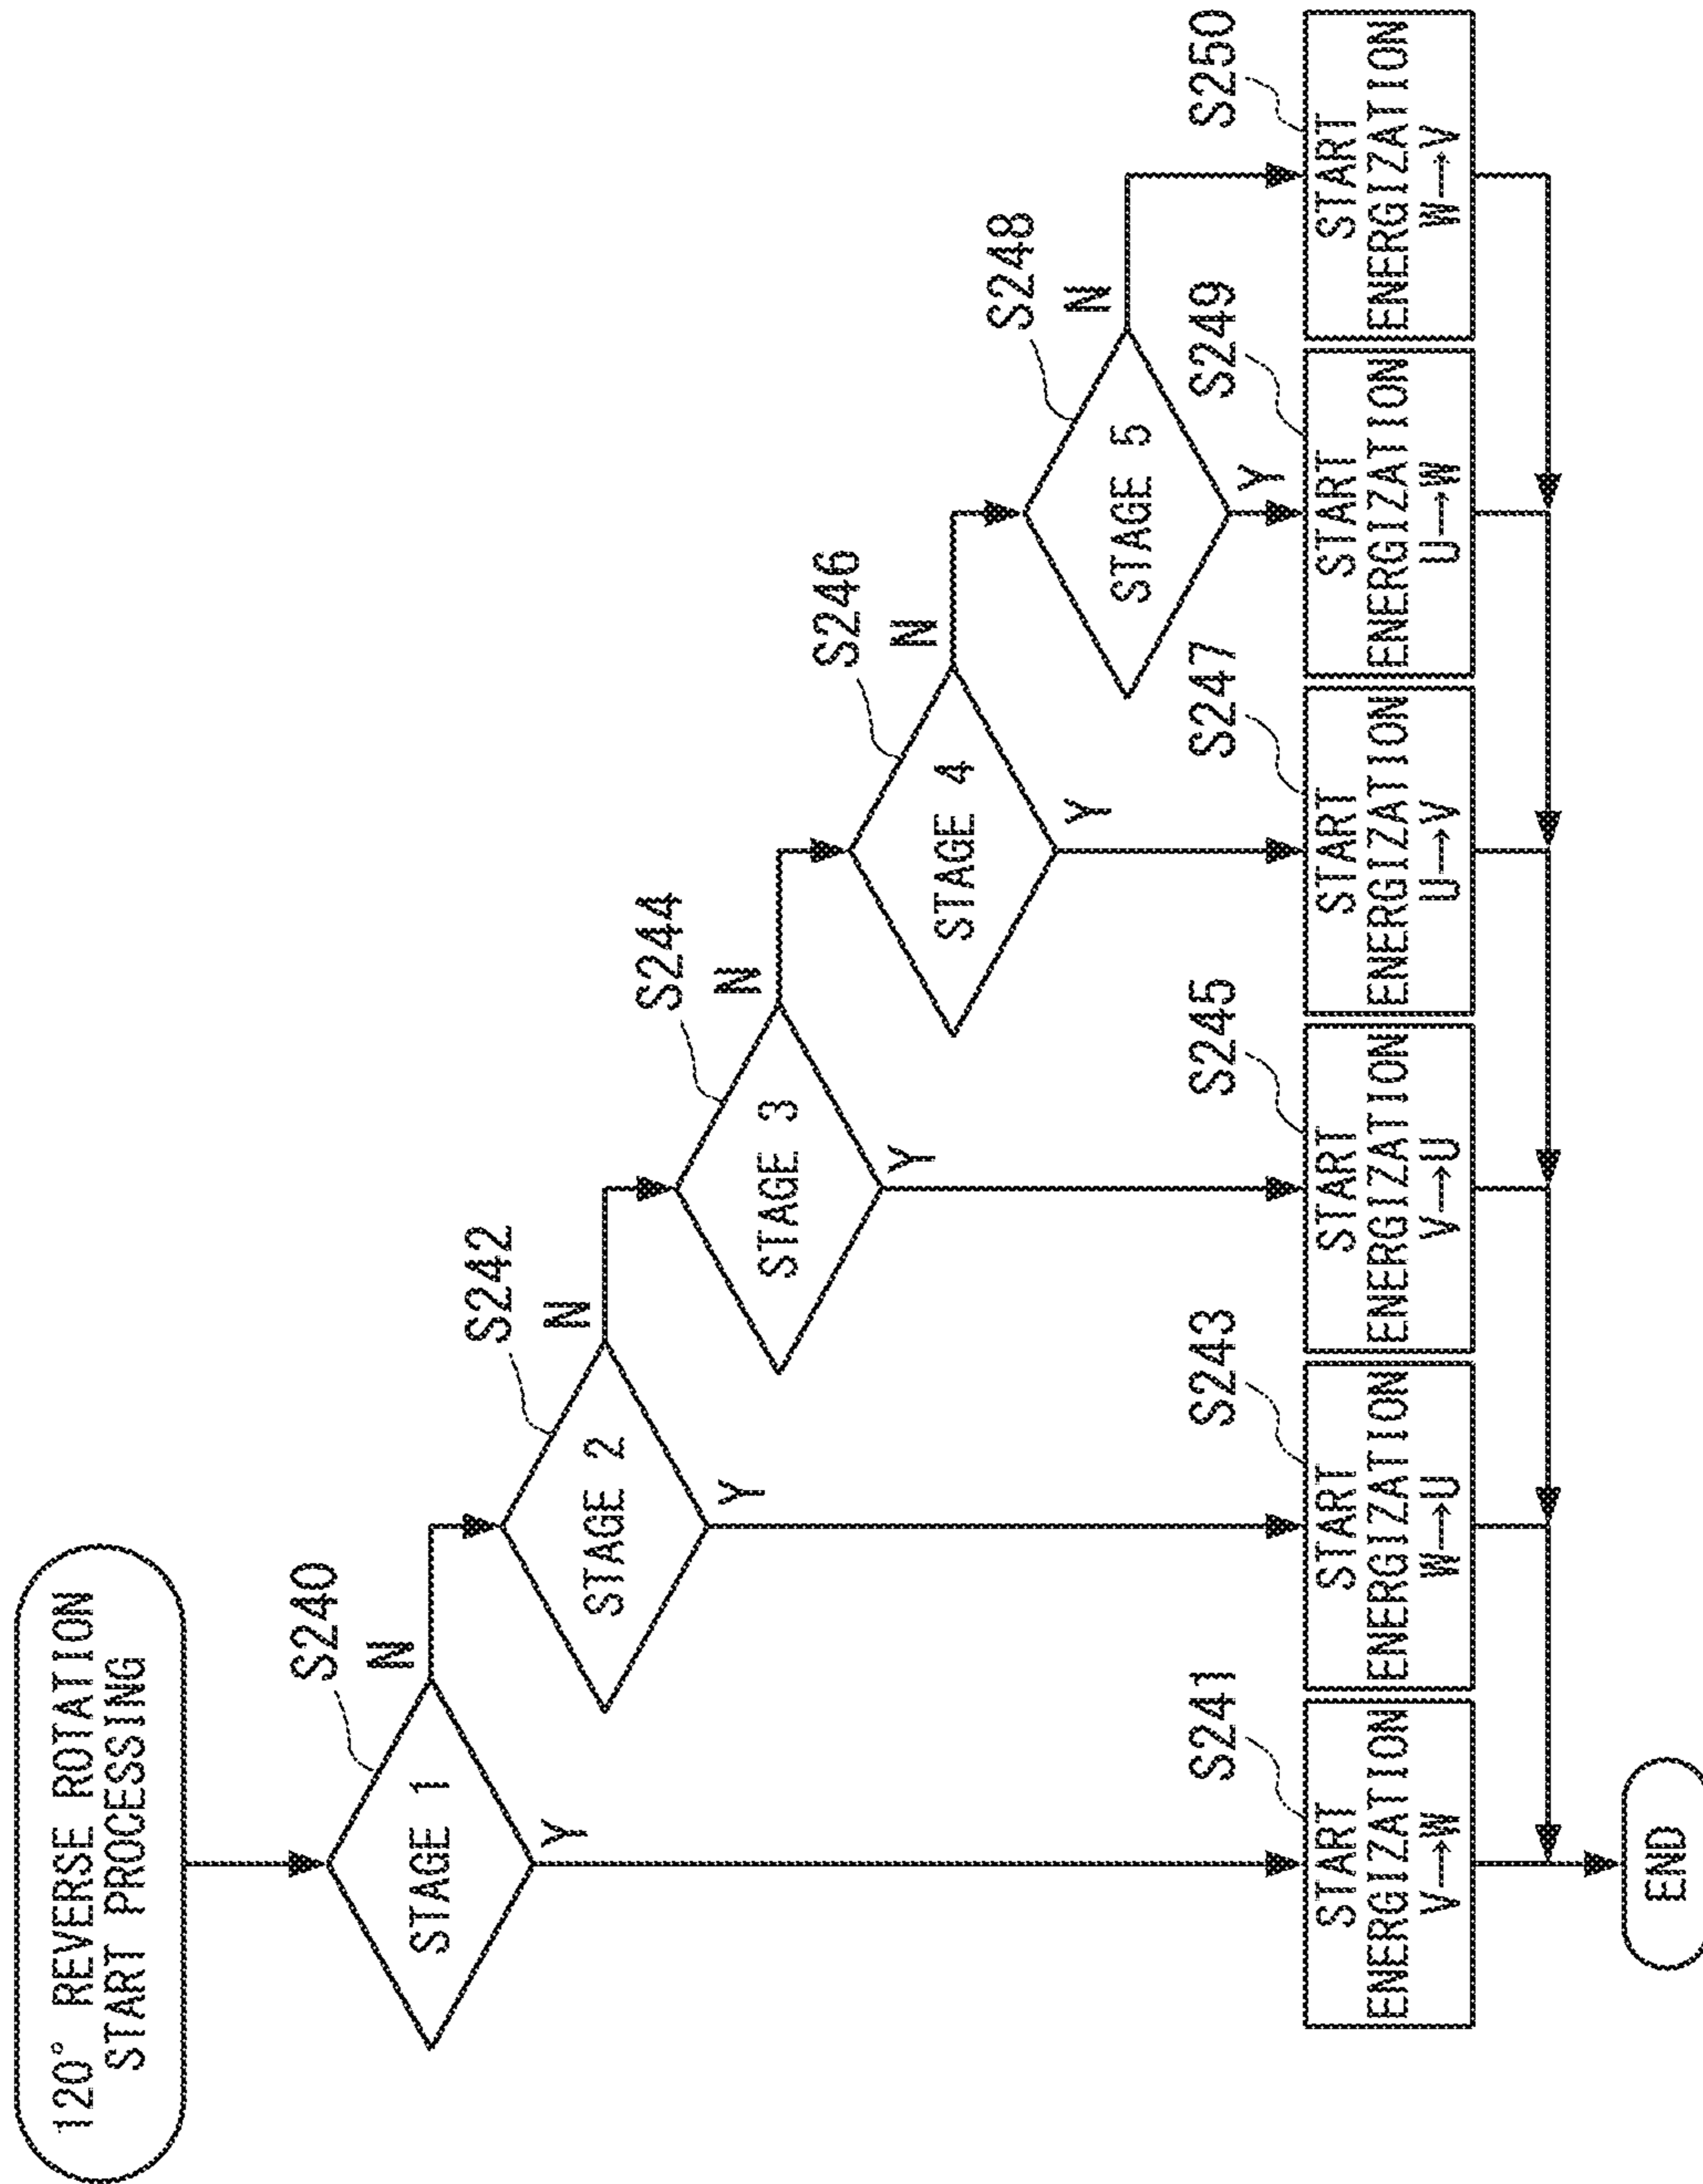 120° REVERSE ROTATION
START PROCESSING
S240
STAGE 1
N
Y
S242
STAGE 2
N
Y
S244
STAGE 3
N
Y
S246
STAGE 4
N
Y
S248
STAGE 5
N
Y
S241
START
ENERGIZATION
V→W
S243
START
ENERGIZATION
W→U
S245
START
ENERGIZATION
V→U
S247
START
ENERGIZATION
U→V
S249
START
ENERGIZATION
U→W
S250
START
ENERGIZATION
W→V
END